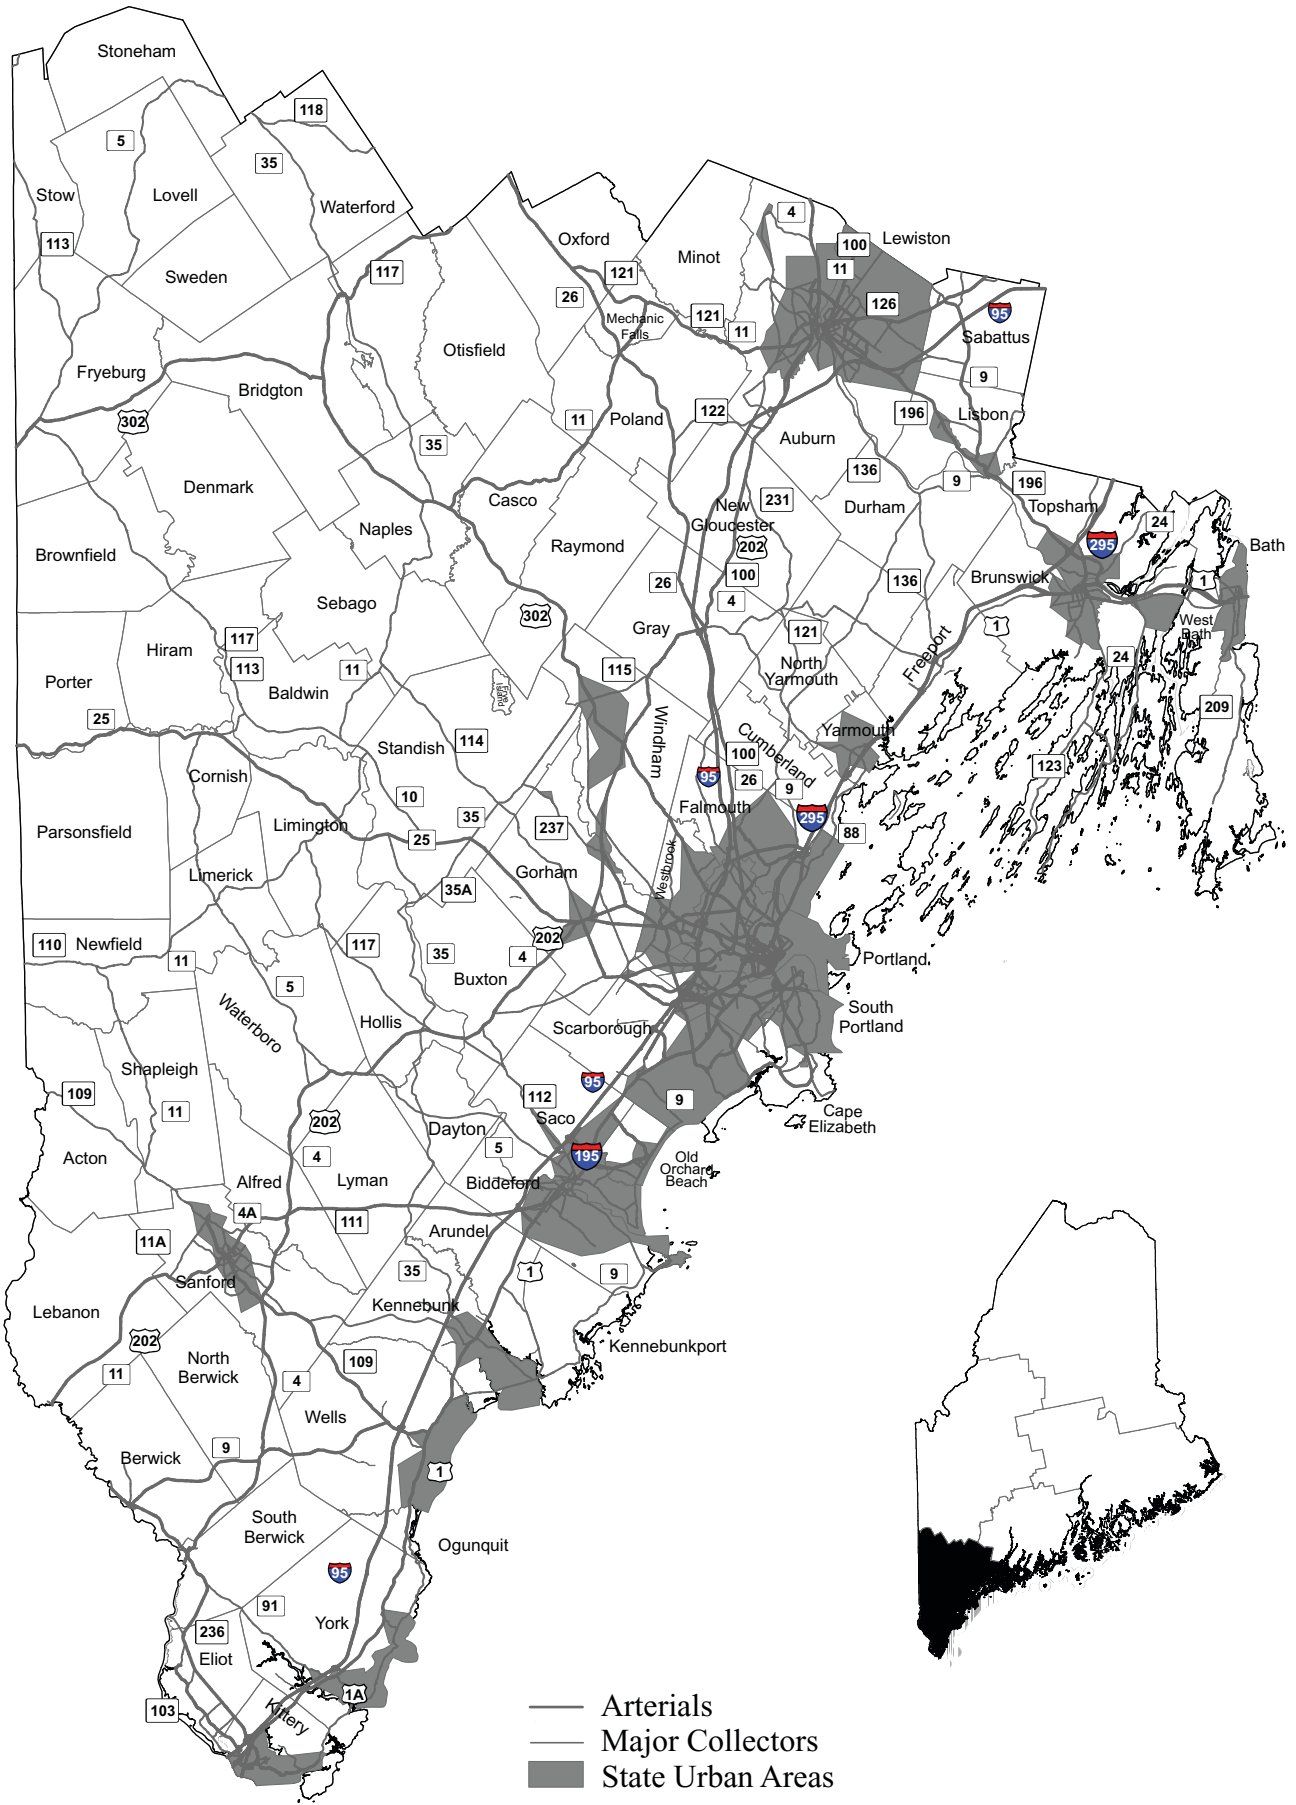 Stoneham
118
5
35
Stow
Lovell
Waterford
4
113
Oxford
100
Lewiston
Minot
11
Sweden
117
121
26
126
95
121
Mechanic
Falls
11
Sabattus
Otisfield
Fryeburg
9
Bridgton
302
11
Poland
122
196
Lisbon
35
Auburn
136
9
196
Denmark
Casco
231
Durham
New
Gloucester
Topsham
24
Naples
Raymond
202
295
Bath
Brownfield
100
26
136
Brunswick
1
Sebago
4
302
Gray
121
1
West
Bath
117
Hiram
113
11
115
North
Yarmouth
Freeport
24
Porter
Baldwin
Frye
Island
25
209
Windham
Yarmouth
Standish
114
Cumberland
100
123
Cornish
95
26
9
10
Falmouth
35
295
Parsonsfield
Limington
25
237
88
Limerick
Gorham
Westbrook
35A
110
Newfield
117
202
11
35
4
Portland
Buxton
5
Waterboro
Hollis
Scarborough
South
Portland
Shapleigh
95
109
112
9
11
202
Saco
Cape
Elizabeth
Dayton
Acton
4
5
195
Old
Orchard
Beach
Alfred
Lyman
Biddeford
4A
111
Arundel
11A
35
1
9
Sanford
Lebanon
Kennebunk
202
Kennebunkport
North
Berwick
109
11
4
Wells
9
Berwick
1
South
Berwick
Ogunquit
95
91
York
236
Eliot
1A
103
Kittery
Arterials
Major Collectors
State Urban Areas